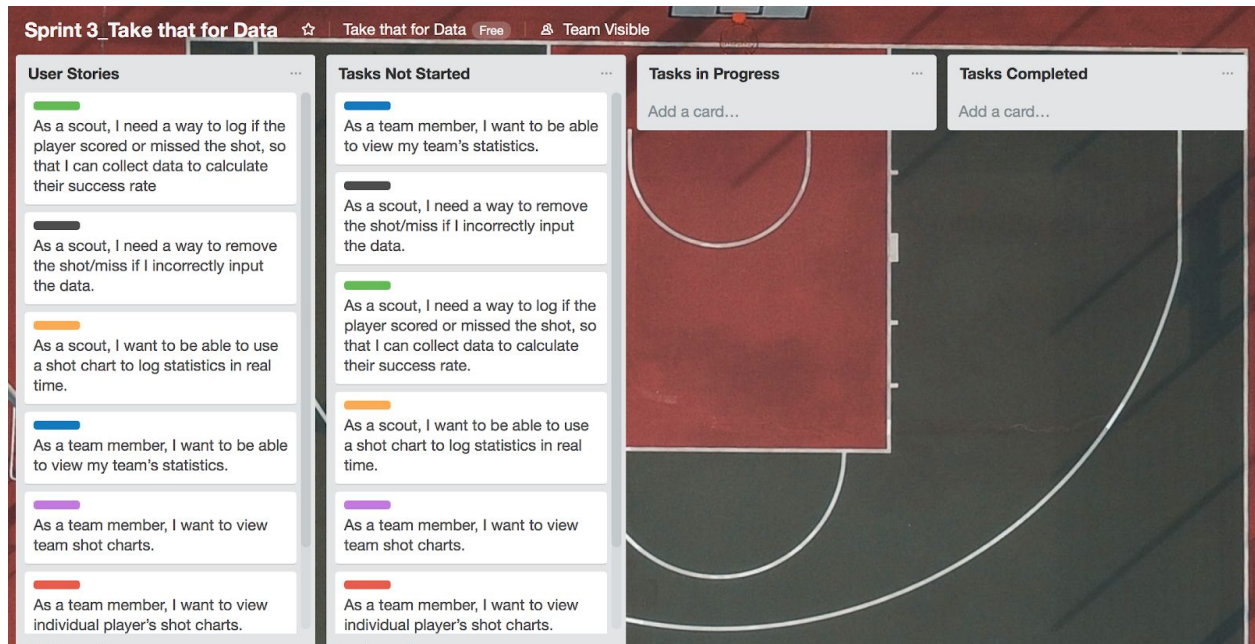 Sprint 3_Take that for Data
Take that for Data Free
Team Visible
User Stories
As a scout, I need a way to log if the
player scored or missed the shot, so
that I can collect data to calculate
their success rate
As a scout, I need a way to remove
the shot/miss if I incorrectly input
the data.
As a scout, I want to be able to use
a shot chart to log statistics in real
time.
As a team member, I want to be able
to view my team’s statistics.
As a team member, I want to view
team shot charts.
As a team member, I want to view
individual player’s shot charts.
Tasks Not Started
As a team member, I want to be able
to view my team’s statistics.
As a scout, I need a way to remove
the shot/miss if I incorrectly input
the data.
As a scout, I need a way to log if the
player scored or missed the shot, so
that I can collect data to calculate
their success rate.
As a scout, I want to be able to use
a shot chart to log statistics in real
time.
As a team member, I want to view
team shot charts.
As a team member, I want to view
individual player’s shot charts.
Tasks in Progress
Add a card…
Tasks Completed
Add a card…